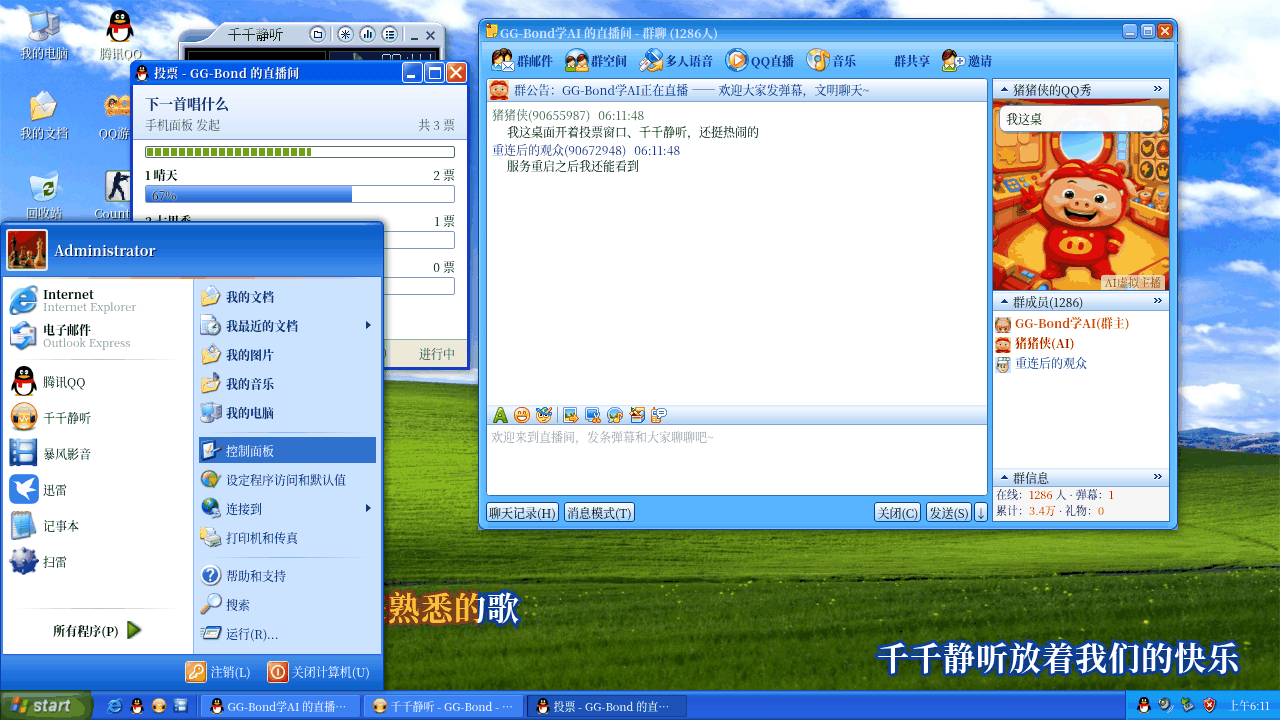 我的电脑
腾讯QQ
我的文档
回收站
千千静听
投票 - GG-Bond 的直播间
下一首唱什么
手机面板 发起
共 3 票
1 晴天
2 票
67%
1 票
0 票
进行中
Administrator
Internet
Internet Explorer
电子邮件
Outlook Express
腾讯QQ
千千静听
暴风影音
迅雷
记事本
扫雷
所有程序(P)
我的文档
我最近的文档
我的图片
我的音乐
我的电脑
控制面板
设定程序访问和默认值
连接到
打印机和传真
帮助和支持
搜索
运行(R)...
注销(L)
关闭计算机(U)
GG-Bond学AI 的直播间 - 群聊 (1286人)
群邮件
群空间
多人语音
QQ直播
音乐
群共享
邀请
群公告：GG-Bond学AI正在直播 —— 欢迎大家发弹幕，文明聊天~
猪猪侠(90655987) 06:11:48
我这桌面开着投票窗口、千千静听，还挺热闹的
重连后的观众(90672948) 06:11:48
服务重启之后我还能看到
欢迎来到直播间，发条弹幕和大家聊聊吧~
聊天记录(H)
消息模式(T)
关闭(C)
发送(S)
↓
猪猪侠的QQ秀
我这桌
AI虚拟主播
群成员(1286)
GG-Bond学AI(群主)
猪猪侠(AI)
重连后的观众
群信息
在线：1286 人 · 弹幕：1
累计：3.4万 · 礼物：0
熟悉的歌
千千静听放着我们的快乐
start
GG-Bond学AI 的直播…
千千静听 - GG-Bond - …
投票 - GG-Bond 的直…
上午6:11